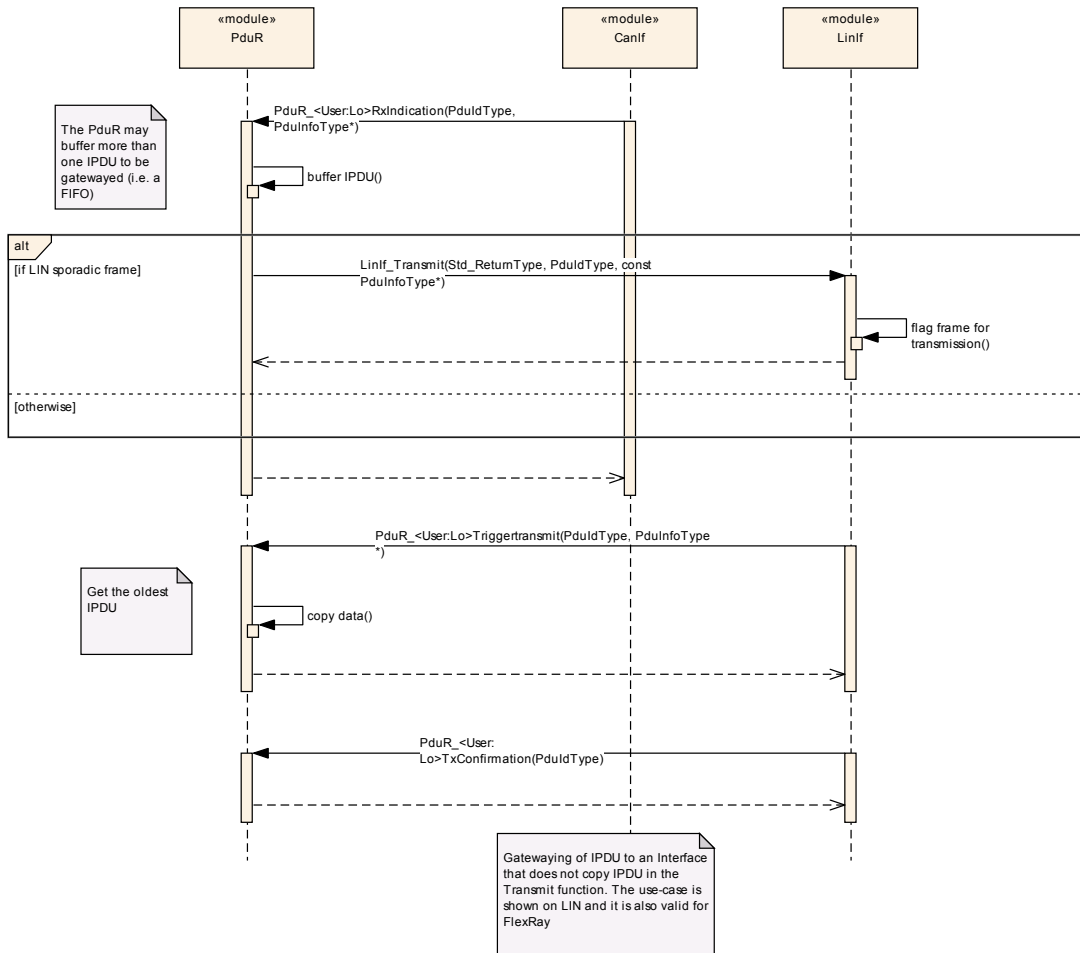 «module»
PduR
«module»
CanIf
«module»
LinIf
PduR_<User:Lo>RxIndication(PduIdType,
PduInfoType*)
The PduR may
buffer more than
one IPDU to be
gatewayed (i.e. a
FIFO)
buffer IPDU()
alt
[if LIN sporadic frame]
LinIf_Transmit(Std_ReturnType, PduIdType, const
PduInfoType*)
flag frame for
transmission()
[otherwise]
PduR_<User:Lo>Triggertransmit(PduIdType, PduInfoType
*)
Get the oldest
IPDU
copy data()
PduR_<User:
Lo>TxConfirmation(PduIdType)
Gatewaying of IPDU to an Interface
that does not copy IPDU in the
Transmit function. The use-case is
shown on LIN and it is also valid for
FlexRay